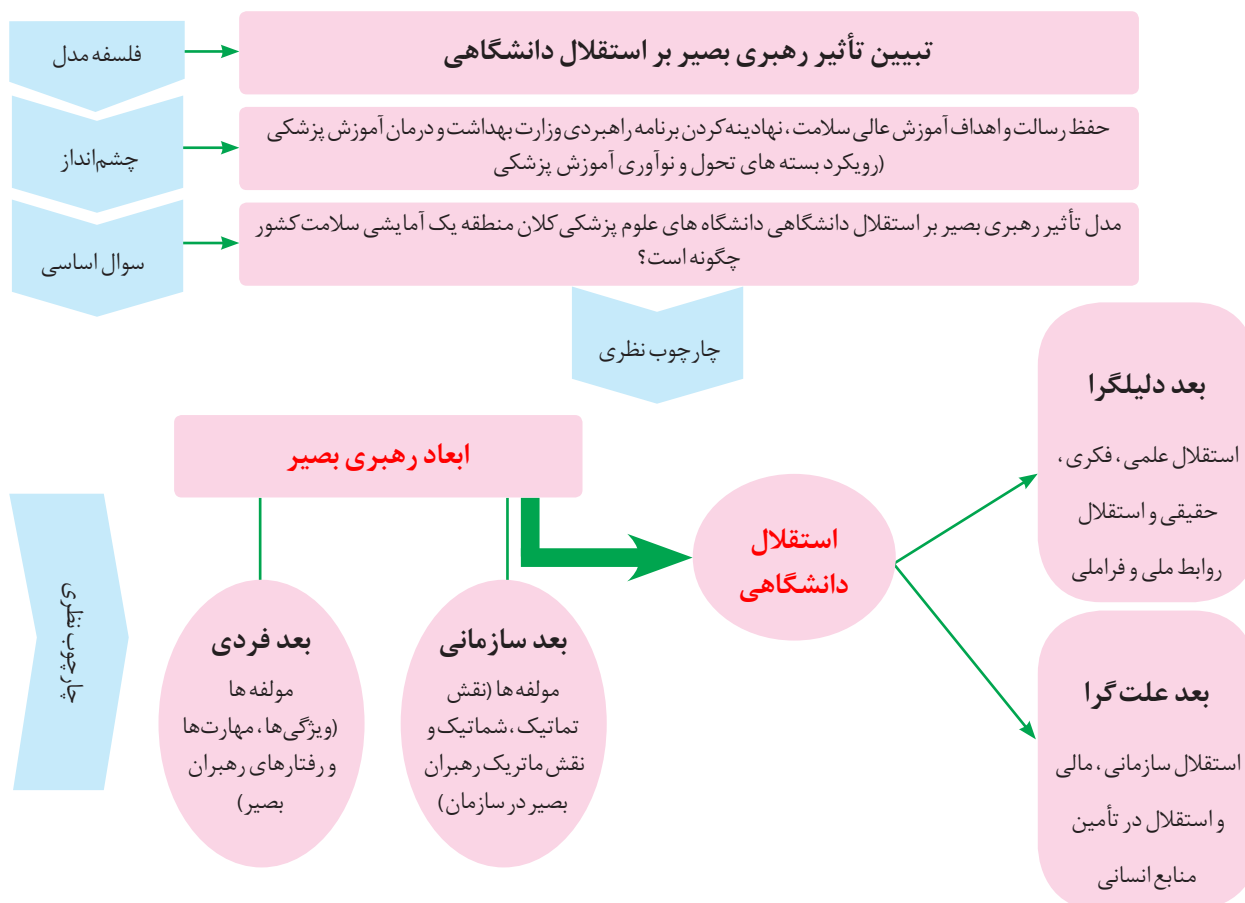 فلسفه مدل
تبیین تأثیر رهبری بصیر بر استقلال دانشگاهی
چشم‌انداز
حفظ رسالت و اهداف آموزش عالی سلامت، نهادینه کردن برنامه راهبردی وزارت بهداشت و درمان آموزش پزشکی
(رویکرد بسته های تحول و نوآوری آموزش پزشکی
سوال اساسی
مدل تأثیر رهبری بصیر بر استقلال دانشگاهی دانشگاه های علوم پزشکی کلان منطقه یک آمایشی سلامت کشور
چگونه است؟
چارچوب نظری
چارچوب نظری
ابعاد رهبری بصیر
بعد فردی
مولفه ها
(ویژگی‌ها، مهارت‌ها
و رفتارهای رهبران
بصیر)
بعد سازمانی
مولفه ها (نقش
تماتیک، شماتیک و
نقش ماتریک رهبران
بصیر در سازمان)
استقلال
دانشگاهی
بعد دلیلگرا
استقلال علمی، فکری،
حقیقی و استقلال
روابط ملی و فراملی
بعد علت‌گرا
استقلال سازمانی، مالی
و استقلال در تأمین
منابع انسانی